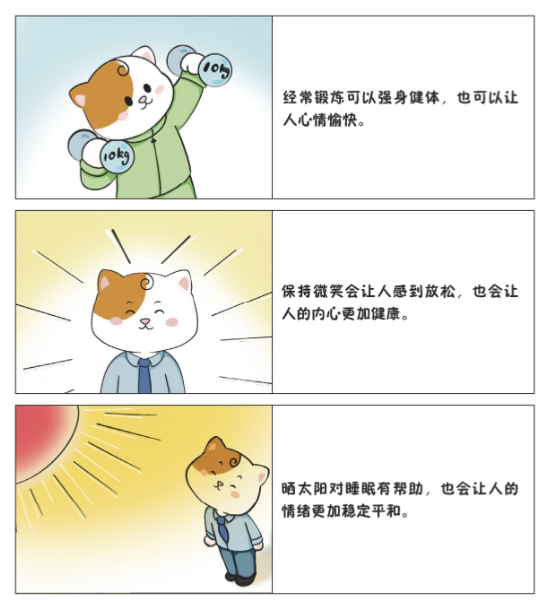 10kg
10kg
经常锻炼可以强身健体，也可以让
人心情愉快。
保持微笑会让人感到放松，也会让
人的内心更加健康。
晒太阳对睡眠有帮助，也会让人的
情绪更加稳定平和。